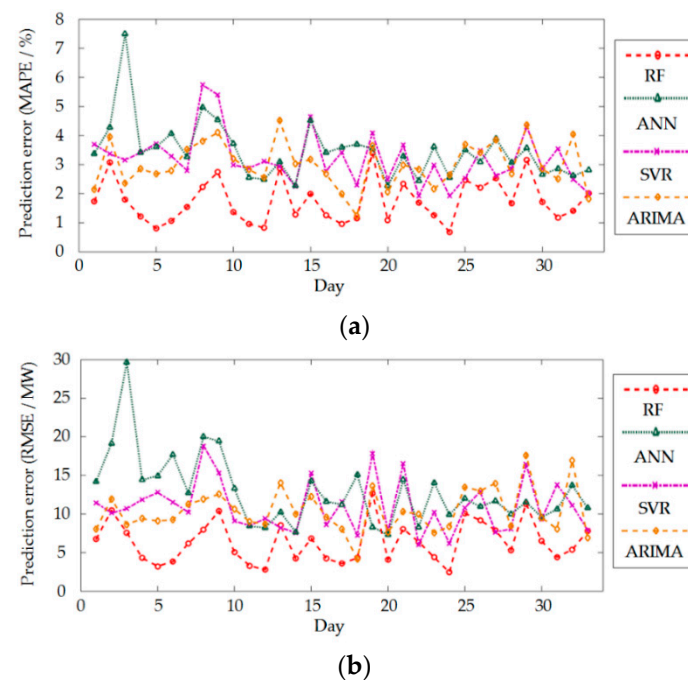 (a)
Prediction error (MAPE / %)
8
7
6
5
4
3
2
1
0
0 5 10 15 20 25 30
Day
RF
ANN
SVR
ARIMA
(b)
Prediction error (RMSE / MW)
30
25
20
15
10
5
0
0 5 10 15 20 25 30
Day
RF
ANN
SVR
ARIMA